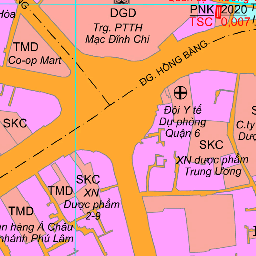 Hòa
DGD
Trg. PTTH
Mạc Đĩnh Chi
PNK 2020
TSC 0.007
TMD
Co-op Mart
ĐG. HỒNG BÀNG
Đội Y tế
Dự phòng
Quận 6
SKC
C.ty
SKC
XN dược phẩm
Trung Ương
TMD
SKC
XN
Dược phẩm
2-9
TMD
n hàng Á Châu
nhánh Phú Lâm